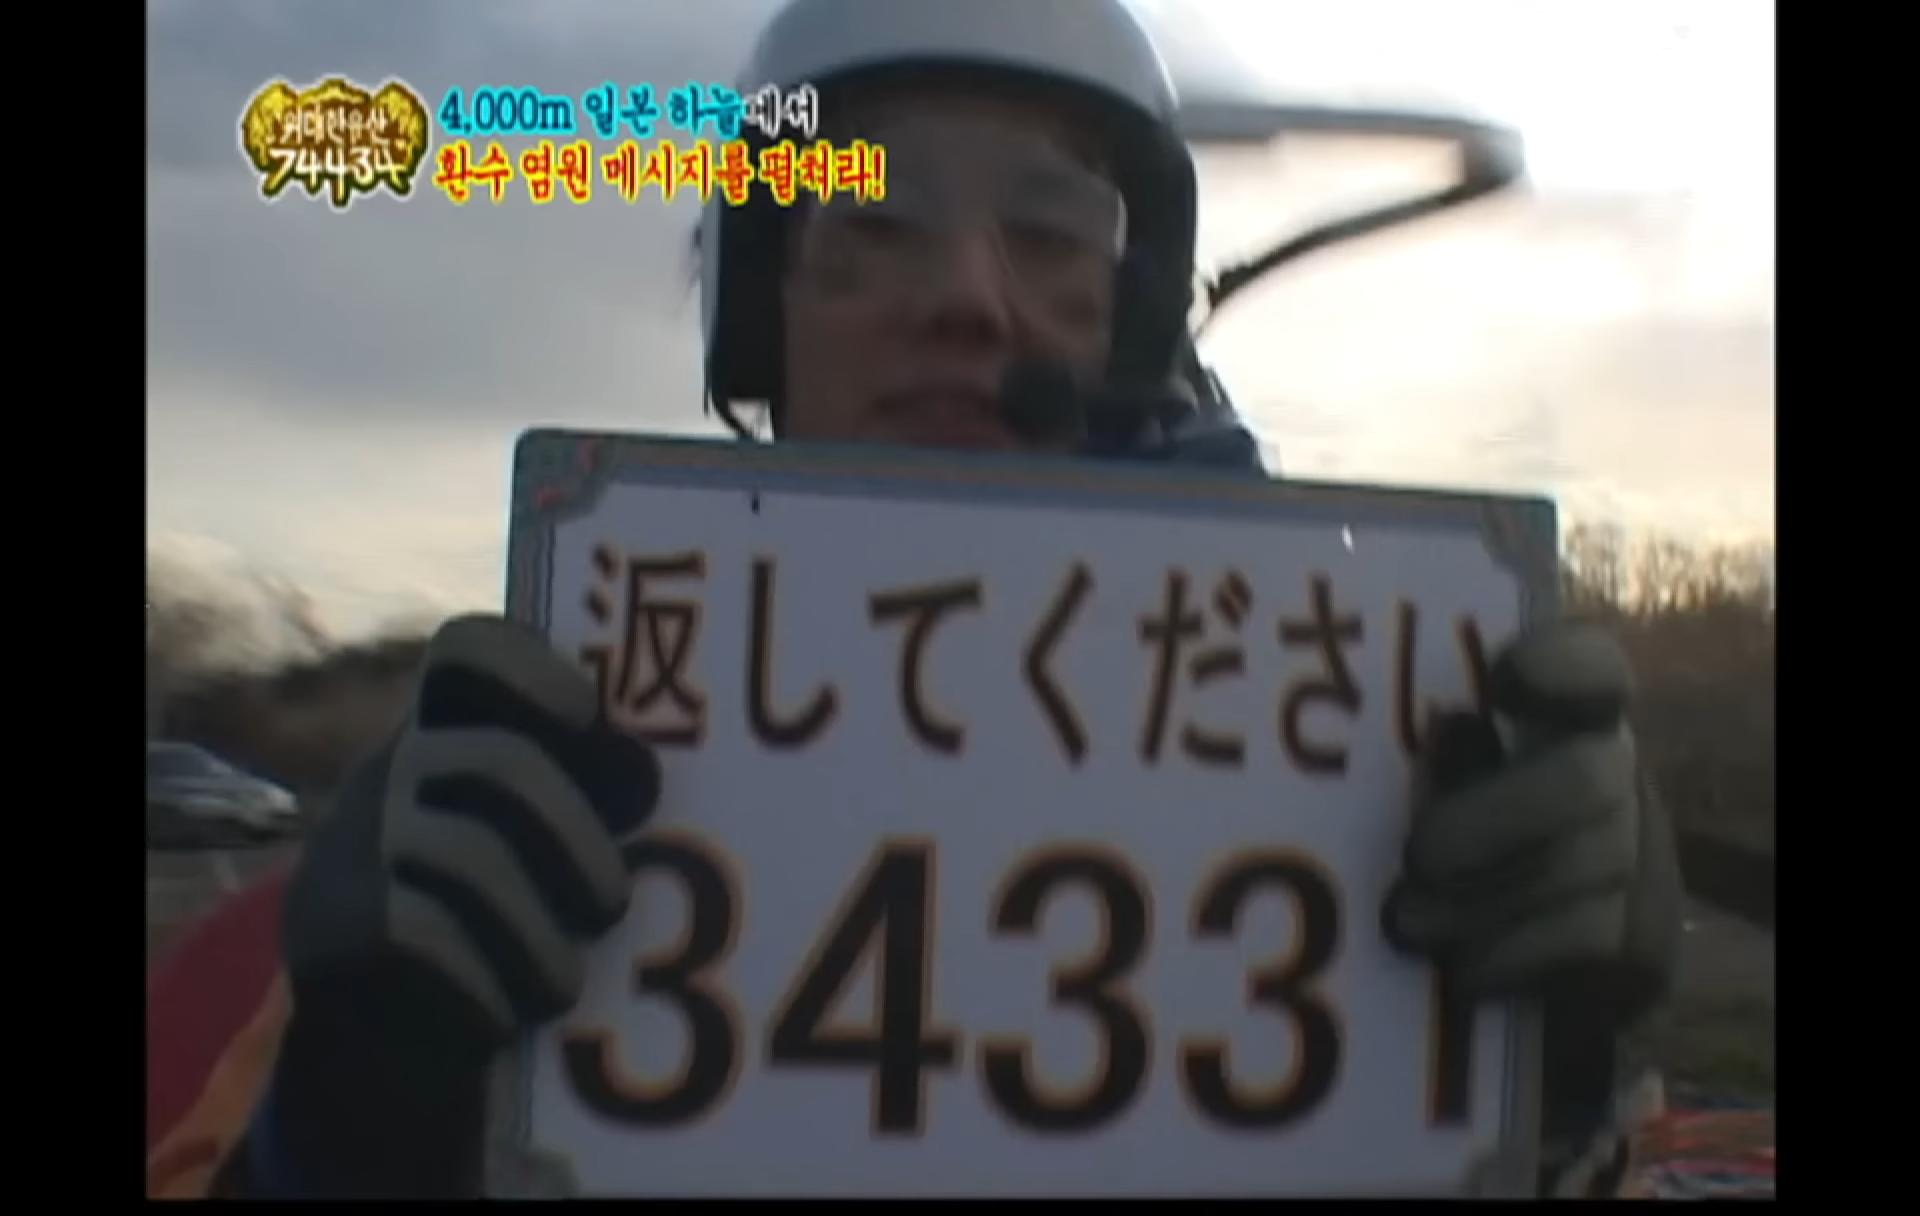 위대한유산
74434
4,000m 일본 하늘에서
환수 염원 메시지를 펼쳐라!
返してください
34331